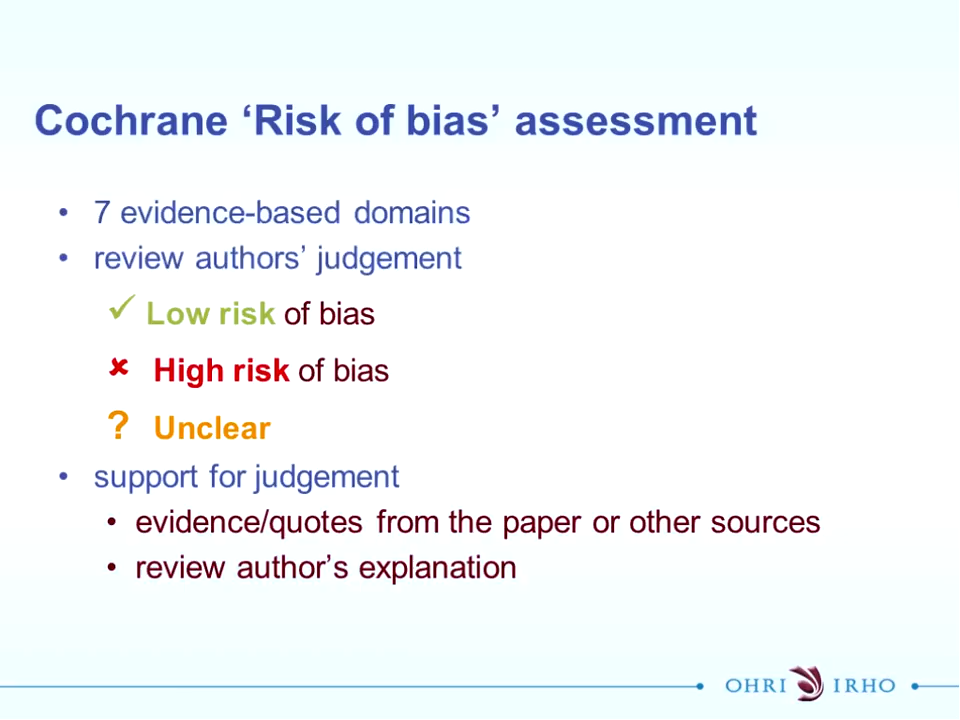 Cochrane ‘Risk of bias’ assessment
• 7 evidence-based domains
• review authors’ judgement
✓ Low risk of bias
✘ High risk of bias
? Unclear
• support for judgement
• evidence/quotes from the paper or other sources
• review author’s explanation
OHRI IRHO